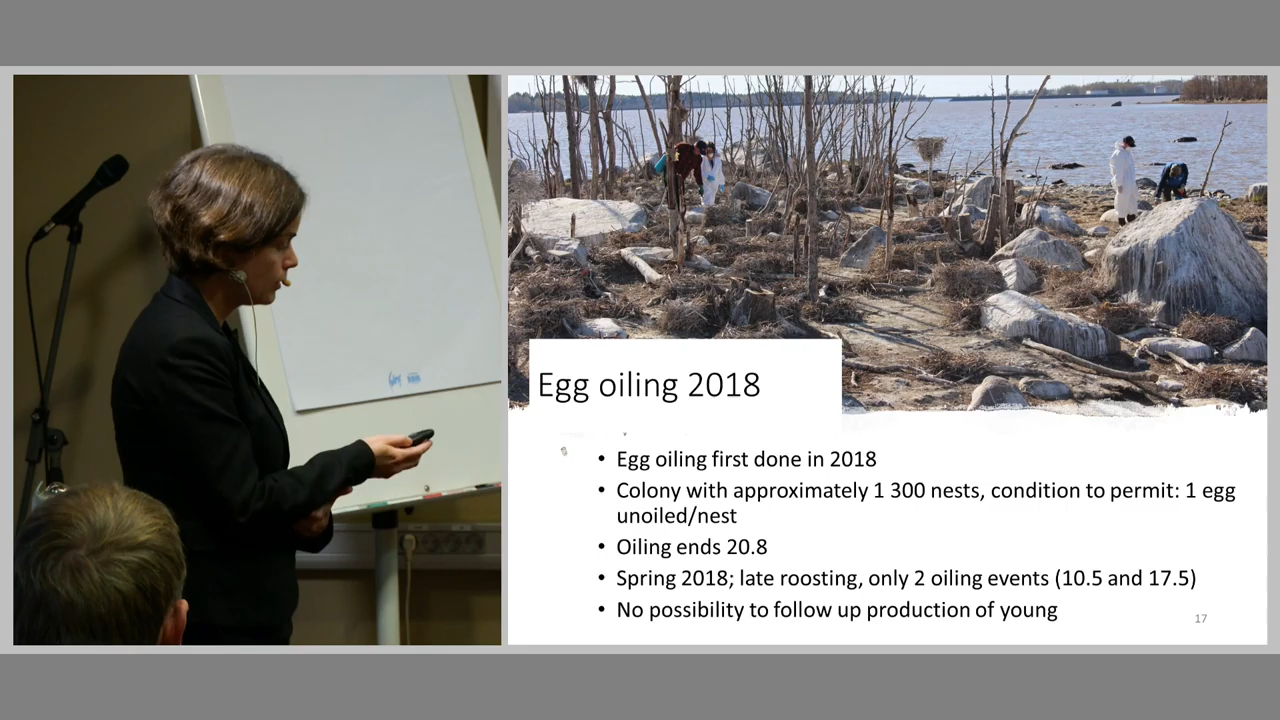 Egg oiling 2018
• Egg oiling first done in 2018
• Colony with approximately 1 300 nests, condition to permit: 1 egg
unoiled/nest
• Oiling ends 20.8
• Spring 2018; late roosting, only 2 oiling events (10.5 and 17.5)
• No possibility to follow up production of young
17